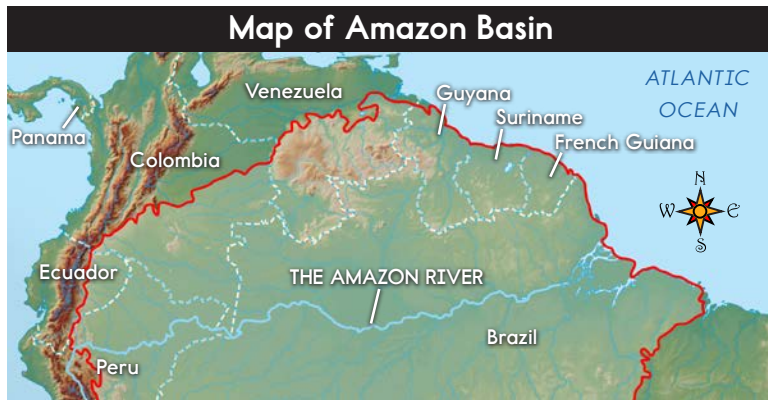 Map of Amazon Basin
ATLANTIC
OCEAN
Venezuela
Guyana
Suriname
French Guiana
Panama
Colombia
N
W E
S
Ecuador
THE AMAZON RIVER
Brazil
Peru